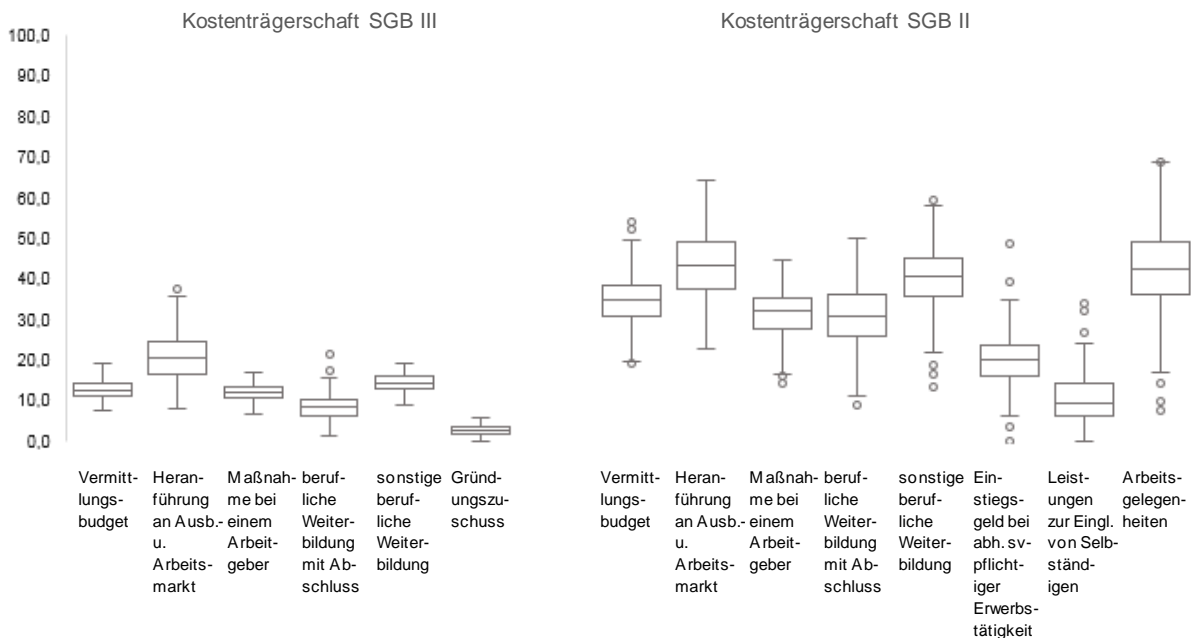 Kostenträgerschaft SGB III
Kostenträgerschaft SGB II
100,0
90,0
80,0
70,0
60,0
50,0
40,0
30,0
20,0
10,0
0,0
Vermitt-
lungs-
budget
Heran-
führung
an Ausb.-
u.
Arbeits-
markt
Maßnah-
me bei
einem
Arbeit-
geber
beruf-
liche
Weiter-
bildung
mit Ab-
schluss
sonstige
beruf-
liche
Weiter-
bildung
Gründ-
ungszu-
schuss
Vermitt-
lungs-
budget
Heran-
führung
an Ausb.-
u.
Arbeits-
markt
Maßnah-
me bei
einem
Arbeit-
geber
beruf-
liche
Weiter-
bildung
mit Ab-
schluss
sonstige
beruf-
liche
Weiter-
bildung
Ein-
stiegs-
geld bei
abh. sv-
pflicht-
iger
Erwerbs-
tätigkeit
Leist-
ungen
zur Eingl.
von Selb-
ständ-
igen
Arbeits-
gelegen-
heiten